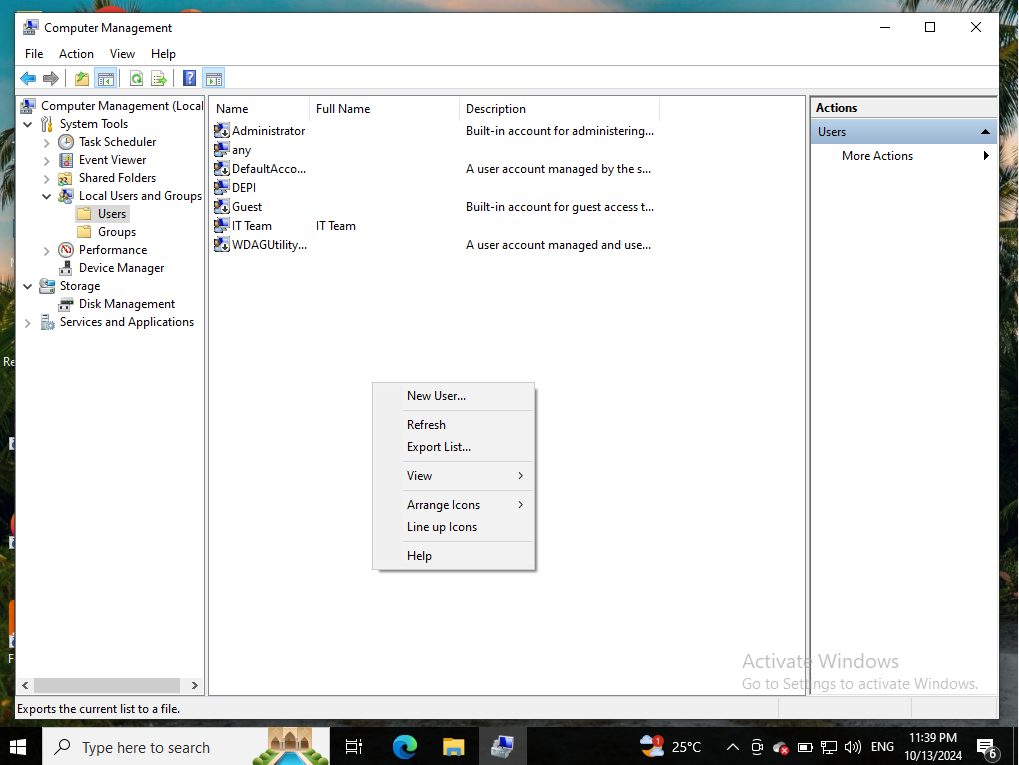 Computer Management
File Action View Help
Computer Management (Local
System Tools
Task Scheduler
Event Viewer
Shared Folders
Local Users and Groups
Users
Groups
Performance
Device Manager
Storage
Disk Management
Services and Applications
Name Full Name Description
Administrator Built-in account for administering...
any
DefaultAcco... A user account managed by the s...
DEPI
Guest Built-in account for guest access t...
IT Team IT Team
WDAGUtility... A user account managed and use...
Actions
Users
More Actions
New User...
Refresh
Export List...
View
Arrange Icons
Line up Icons
Help
Re
F
Activate Windows
Go to Settings to activate Windows.
Exports the current list to a file.
Type here to search
1
25°C
ENG
11:39 PM
10/13/2024
6